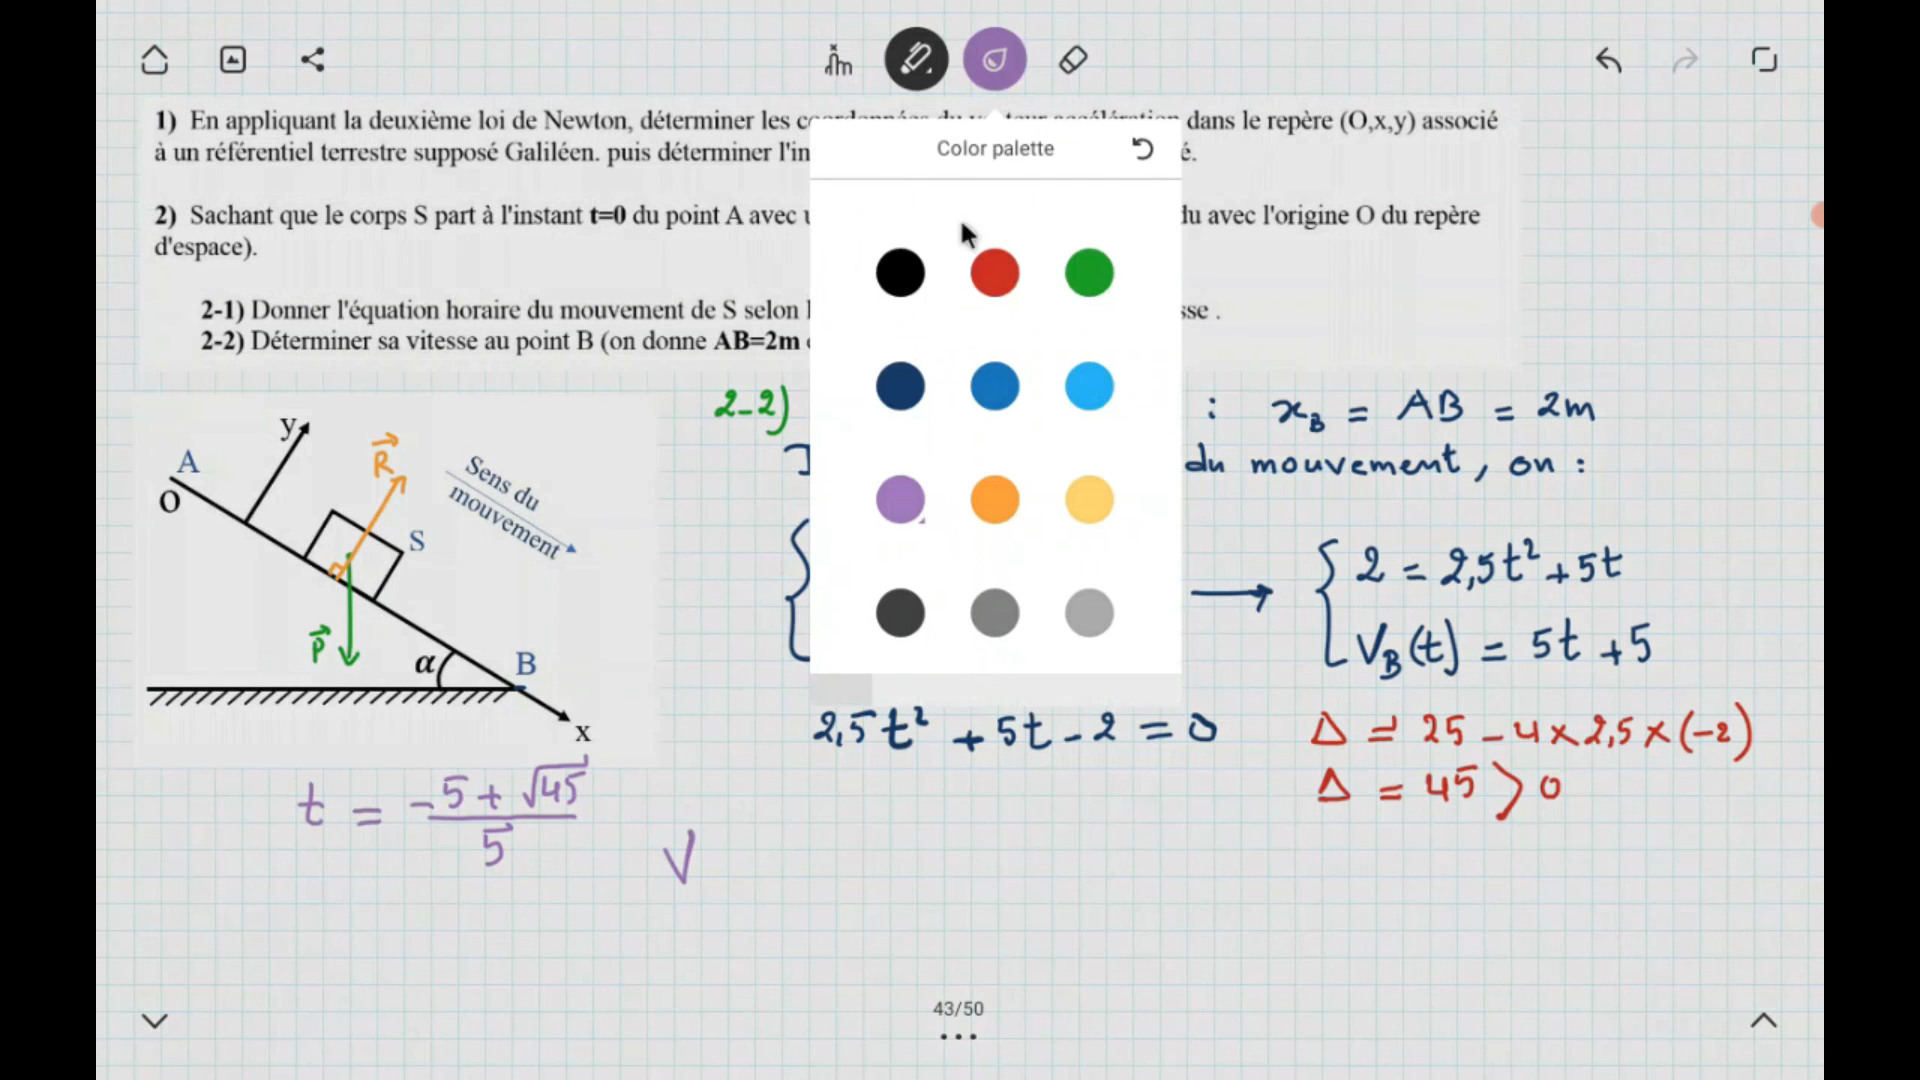 Color palette
1) En appliquant la deuxième loi de Newton, déterminer les dans le repère (O,x,y) associé
à un référentiel terrestre supposé Galiléen. puis déterminer l'in é.
2) Sachant que le corps S part à l'instant t=0 du point A avec du avec l'origine O du repère
d'espace).
2-1) Donner l'équation horaire du mouvement de S selon sse .
2-2) Déterminer sa vitesse au point B (on donne AB=2m
2-2) : x_B = AB = 2m
du mouvement, on :
y
R⃗
A
O
Sens du
mouvement
S
P⃗
α
B
x
→ { 2 = 2,5t² + 5t
V_B(t) = 5t + 5
2,5t² + 5t - 2 = 0
Δ = 25 - 4 × 2,5 × (-2)
Δ = 45 > 0
t = (-5 + √45) / 5
V
43/50